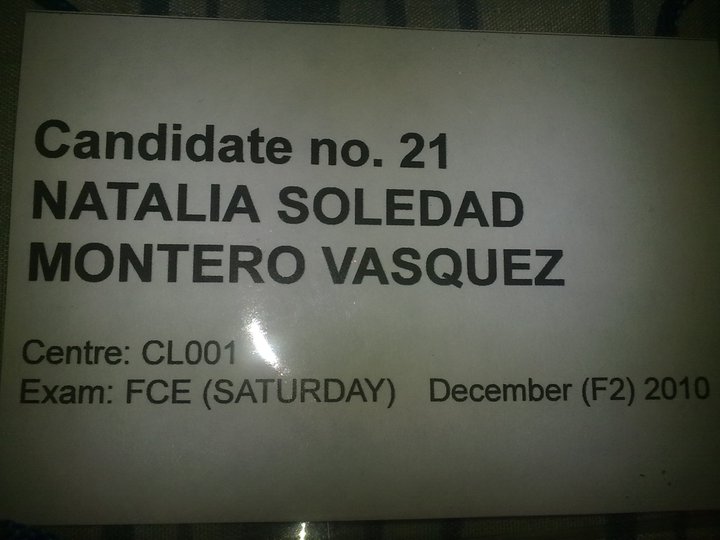 Candidate no. 21
NATALIA SOLEDAD
MONTERO VASQUEZ
Centre: CL001
Exam: FCE (SATURDAY) December (F2) 2010